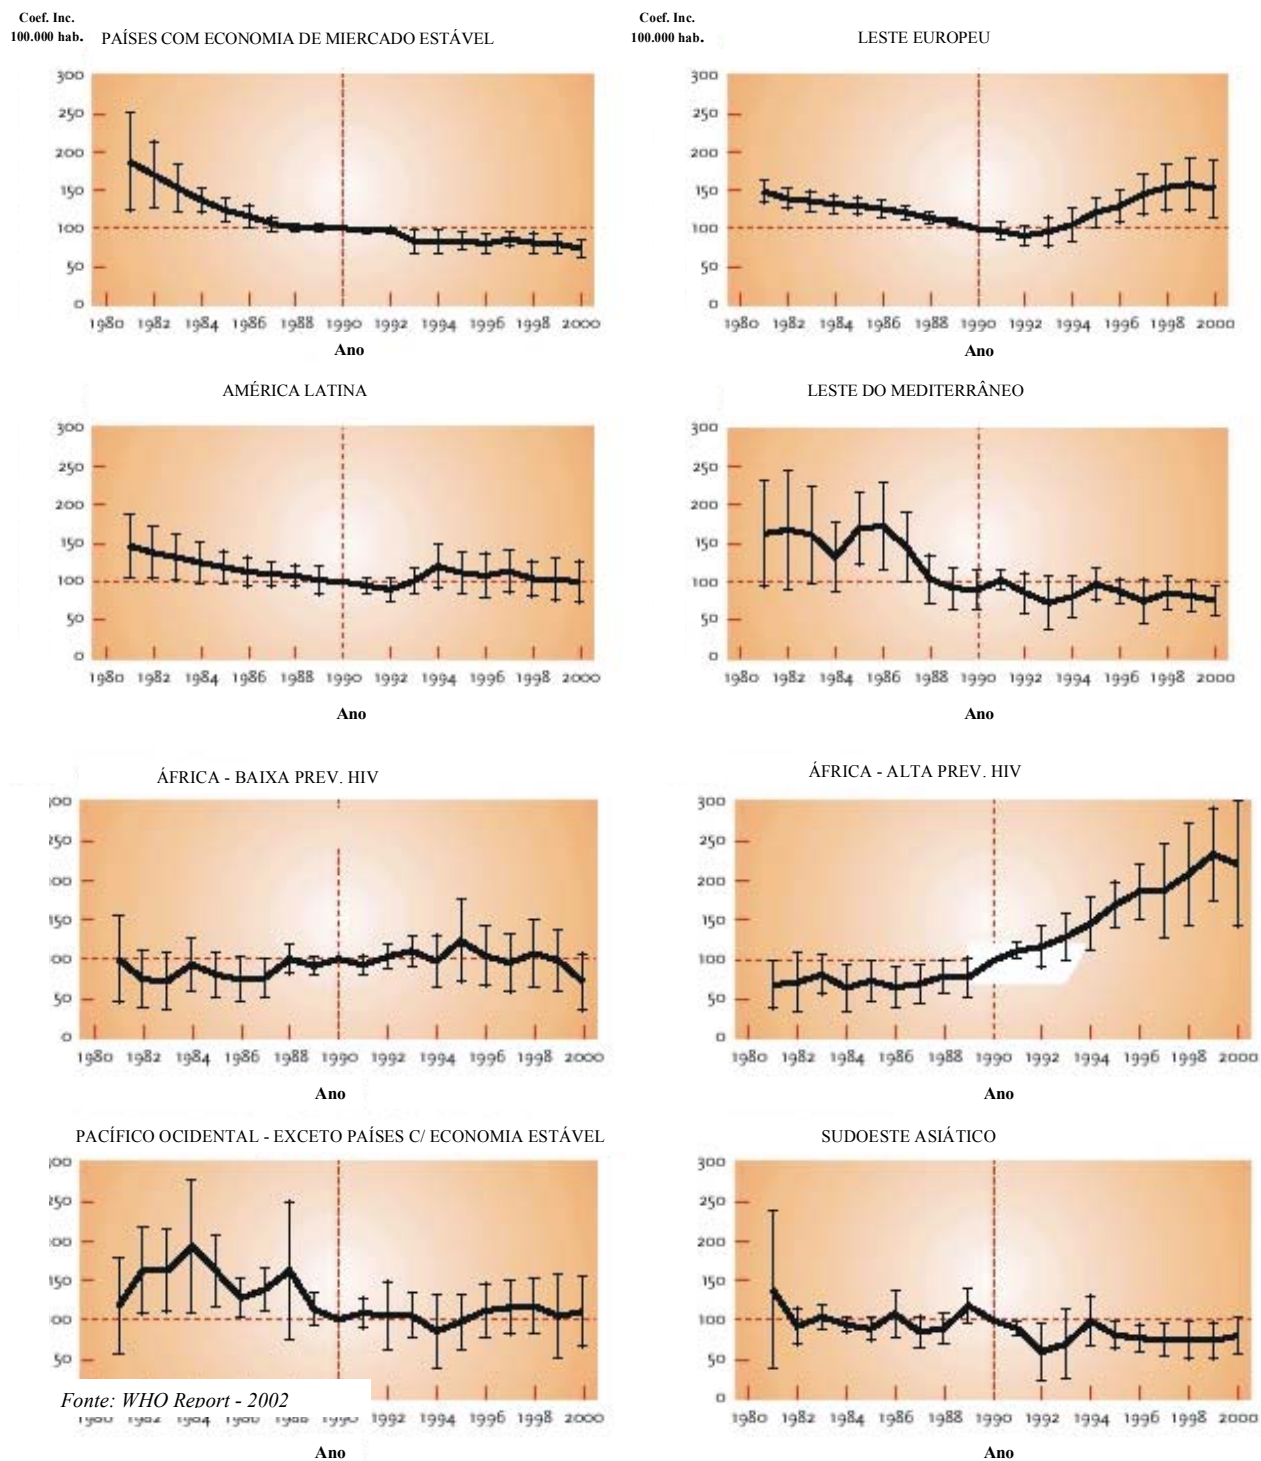 Coef. Inc.
100.000 hab.
PAÍSES COM ECONOMIA DE MIERCADO ESTÁVEL
300
250
200
150
100
50
0
1980 1982 1984 1986 1988 1990 1992 1994 1996 1998 2000
Ano
Coef. Inc.
100.000 hab.
LESTE EUROPEU
300
250
200
150
100
50
0
1980 1982 1984 1986 1988 1990 1992 1994 1996 1998 2000
Ano
AMÉRICA LATINA
300
250
200
150
100
50
0
1980 1982 1984 1986 1988 1990 1992 1994 1996 1998 2000
Ano
LESTE DO MEDITERRÂNEO
300
250
200
150
100
50
0
1980 1982 1984 1986 1988 1990 1992 1994 1996 1998 2000
Ano
ÁFRICA - BAIXA PREV. HIV
50
0
1980 1982 1984 1986 1988 1990 1992 1994 1996 1998 2000
Ano
ÁFRICA - ALTA PREV. HIV
300
250
200
150
100
50
0
1980 1982 1984 1986 1988 1990 1992 1994 1996 1998 2000
Ano
PACÍFICO OCIDENTAL - EXCETO PAÍSES C/ ECONOMIA ESTÁVEL
50
Fonte: WHO Report - 2002
1992 1994 1996 1998 2000
Ano
SUDOESTE ASIÁTICO
300
250
200
150
100
50
0
1980 1982 1984 1986 1988 1990 1992 1994 1996 1998 2000
Ano